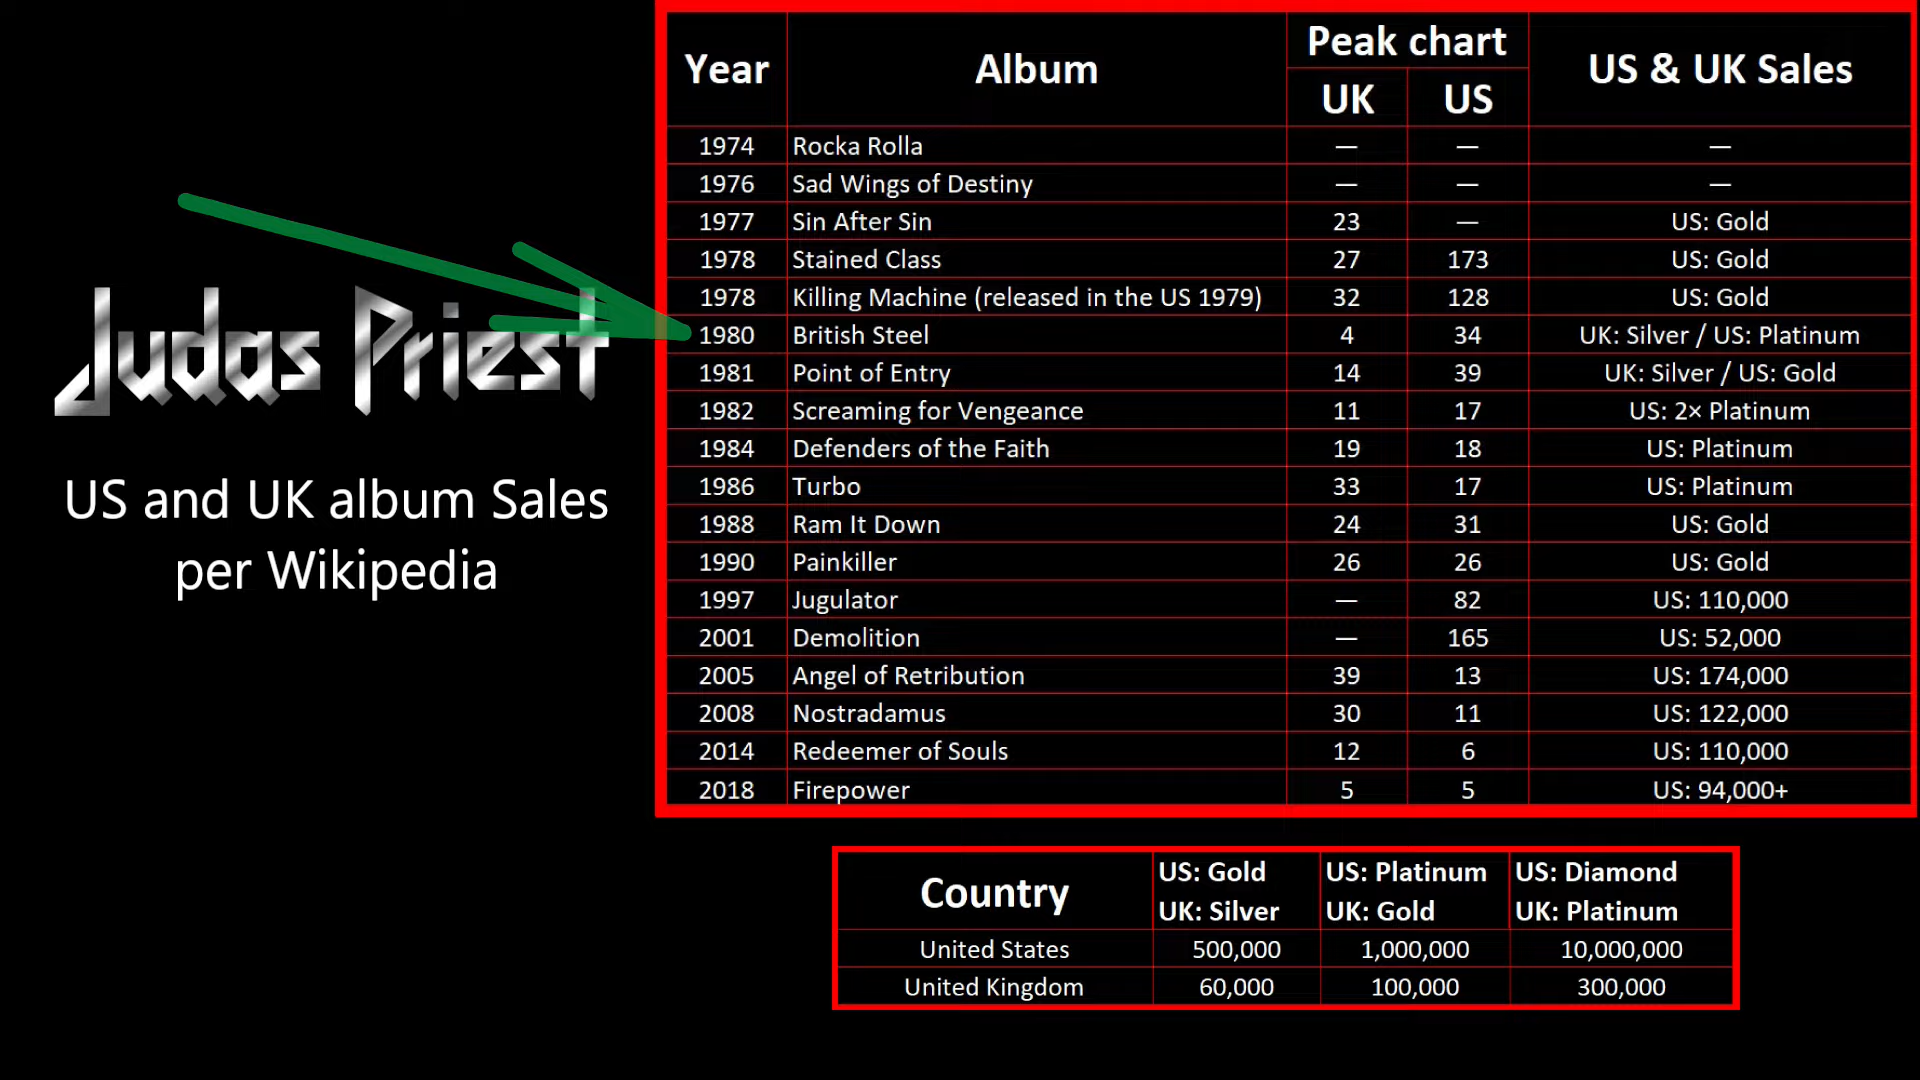 Judas Priest
US and UK album Sales
per Wikipedia
Year Album Peak chart US & UK Sales
UK US
1974 Rocka Rolla — — —
1976 Sad Wings of Destiny — — —
1977 Sin After Sin 23 — US: Gold
1978 Stained Class 27 173 US: Gold
1978 Killing Machine (released in the US 1979) 32 128 US: Gold
1980 British Steel 4 34 UK: Silver / US: Platinum
1981 Point of Entry 14 39 UK: Silver / US: Gold
1982 Screaming for Vengeance 11 17 US: 2× Platinum
1984 Defenders of the Faith 19 18 US: Platinum
1986 Turbo 33 17 US: Platinum
1988 Ram It Down 24 31 US: Gold
1990 Painkiller 26 26 US: Gold
1997 Jugulator — 82 US: 110,000
2001 Demolition — 165 US: 52,000
2005 Angel of Retribution 39 13 US: 174,000
2008 Nostradamus 30 11 US: 122,000
2014 Redeemer of Souls 12 6 US: 110,000
2018 Firepower 5 5 US: 94,000+
Country US: Gold US: Platinum US: Diamond
UK: Silver UK: Gold UK: Platinum
United States 500,000 1,000,000 10,000,000
United Kingdom 60,000 100,000 300,000